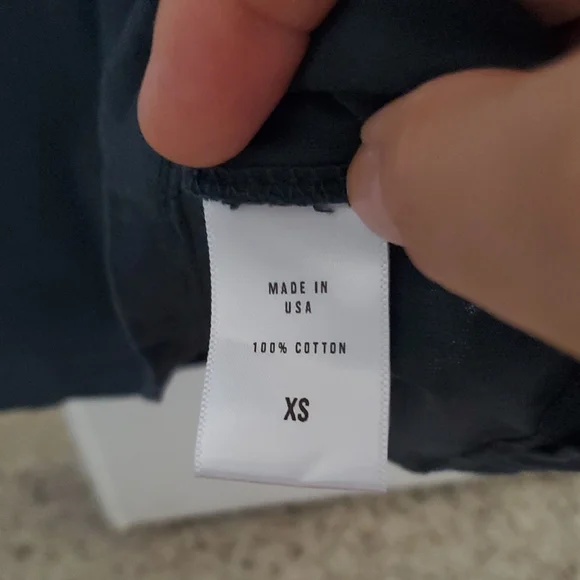 MADE IN
USA
100% COTTON
XS